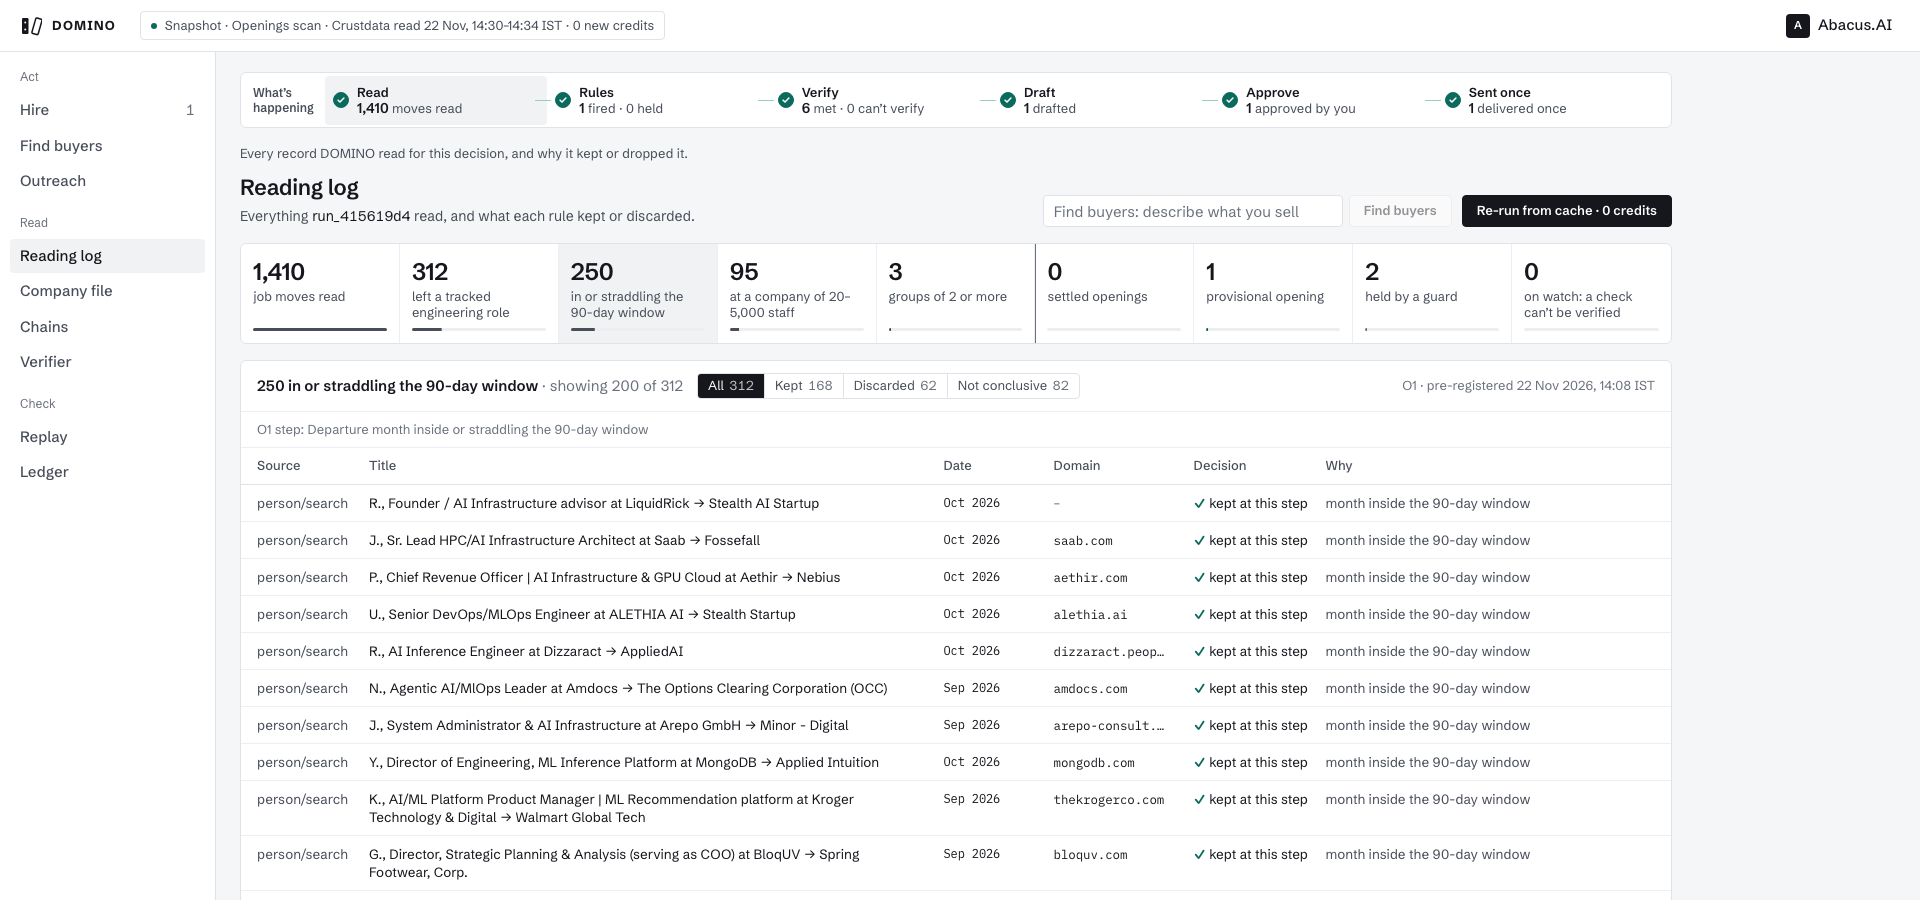 DOMINO
Snapshot · Openings scan · Crustdata read 22 Nov, 14:30–14:34 IST · 0 new credits
A
Abacus.AI
Act
Hire 1
Find buyers
Outreach
Read
Reading log
Company file
Chains
Verifier
Check
Replay
Ledger
What's
happening
Read
1,410 moves read
Rules
1 fired · 0 held
Verify
6 met · 0 can't verify
Draft
1 drafted
Approve
1 approved by you
Sent once
1 delivered once
Every record DOMINO read for this decision, and why it kept or dropped it.
Reading log
Everything run_415619d4 read, and what each rule kept or discarded.
Find buyers: describe what you sell
Find buyers
Re-run from cache · 0 credits
1,410
job moves read
312
left a tracked
engineering role
250
in or straddling the
90-day window
95
at a company of 20–
5,000 staff
3
groups of 2 or more
0
settled openings
1
provisional opening
2
held by a guard
0
on watch: a check
can't be verified
250 in or straddling the 90-day window · showing 200 of 312
All 312
Kept 168
Discarded 62
Not conclusive 82
O1 · pre-registered 22 Nov 2026, 14:08 IST
O1 step: Departure month inside or straddling the 90-day window
Source Title Date Domain Decision Why
person/search R., Founder / AI Infrastructure advisor at LiquidRick → Stealth AI Startup Oct 2026 – ✓ kept at this step month inside the 90-day window
person/search J., Sr. Lead HPC/AI Infrastructure Architect at Saab → Fossefall Oct 2026 saab.com ✓ kept at this step month inside the 90-day window
person/search P., Chief Revenue Officer | AI Infrastructure & GPU Cloud at Aethir → Nebius Oct 2026 aethir.com ✓ kept at this step month inside the 90-day window
person/search U., Senior DevOps/MLOps Engineer at ALETHIA AI → Stealth Startup Oct 2026 alethia.ai ✓ kept at this step month inside the 90-day window
person/search R., AI Inference Engineer at Dizzaract → AppliedAI Oct 2026 dizzaract.peop… ✓ kept at this step month inside the 90-day window
person/search N., Agentic AI/MlOps Leader at Amdocs → The Options Clearing Corporation (OCC) Sep 2026 amdocs.com ✓ kept at this step month inside the 90-day window
person/search J., System Administrator & AI Infrastructure at Arepo GmbH → Minor - Digital Sep 2026 arepo-consult.… ✓ kept at this step month inside the 90-day window
person/search Y., Director of Engineering, ML Inference Platform at MongoDB → Applied Intuition Oct 2026 mongodb.com ✓ kept at this step month inside the 90-day window
person/search K., AI/ML Platform Product Manager | ML Recommendation platform at Kroger Sep 2026 thekrogerco.com ✓ kept at this step month inside the 90-day window
Technology & Digital → Walmart Global Tech
person/search G., Director, Strategic Planning & Analysis (serving as COO) at BloqUV → Spring Sep 2026 bloquv.com ✓ kept at this step month inside the 90-day window
Footwear, Corp.